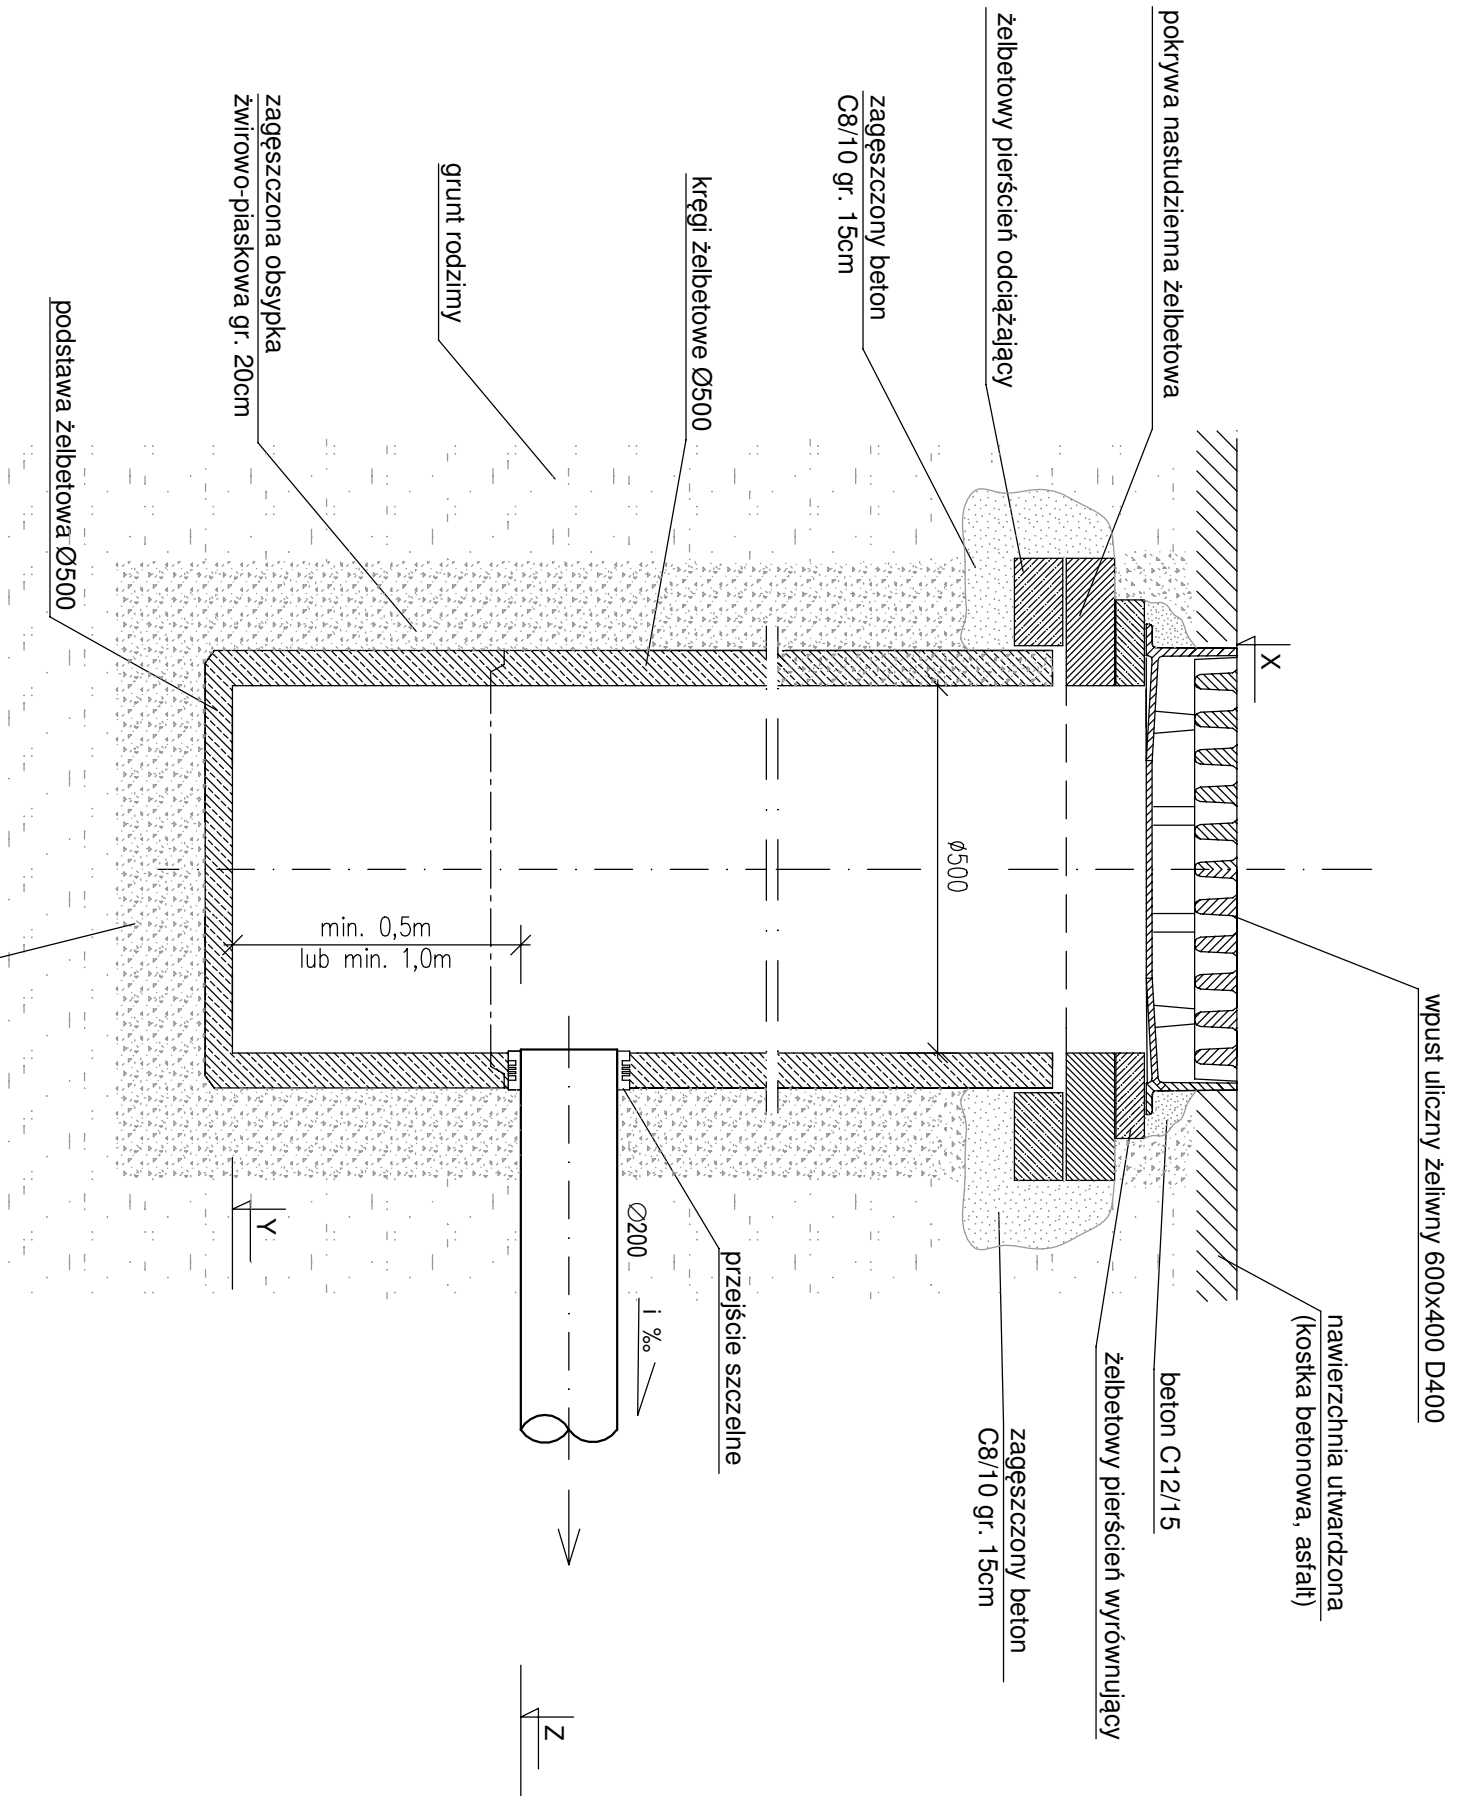 wpust uliczny żeliwny 600x400 D400
nawierzchnia utwardzona
(kostka betonowa, asfalt)
X
pokrywa nastudzienna żelbetowa
beton C12/15
żelbetowy pierścień wyrównujący
żelbetowy pierścień odciążający
zagęszczony beton
C8/10 gr. 15cm
zagęszczony beton
C8/10 gr. 15cm
ø500
kręgi żelbetowe Ø500
przejście szczelne
Ø200
i ‰
grunt rodzimy
Z
min. 0,5m
lub min. 1,0m
zagęszczona obsypka
żwirowo-piaskowa gr. 20cm
Y
podstawa żelbetowa Ø500